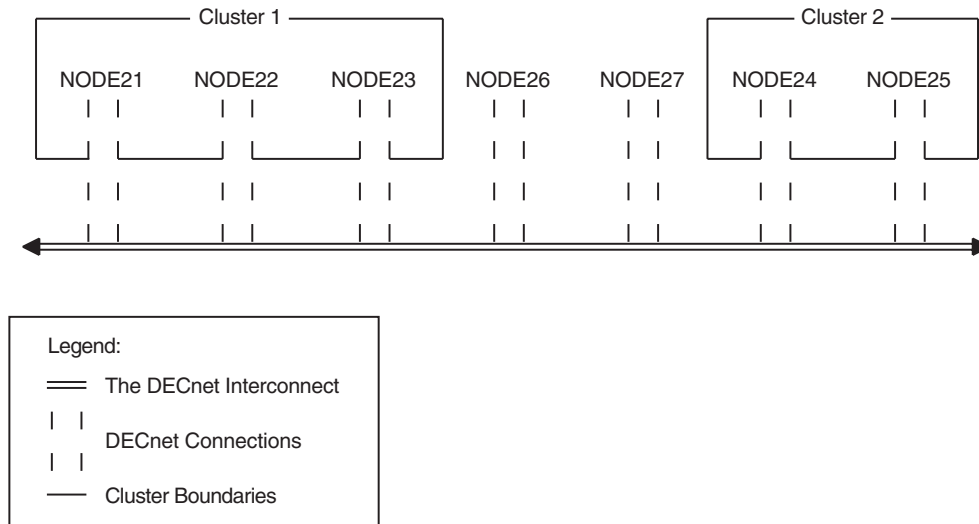 Cluster 1
Cluster 2
NODE21 NODE22 NODE23 NODE26 NODE27 NODE24 NODE25
Legend:
The DECnet Interconnect
DECnet Connections
Cluster Boundaries